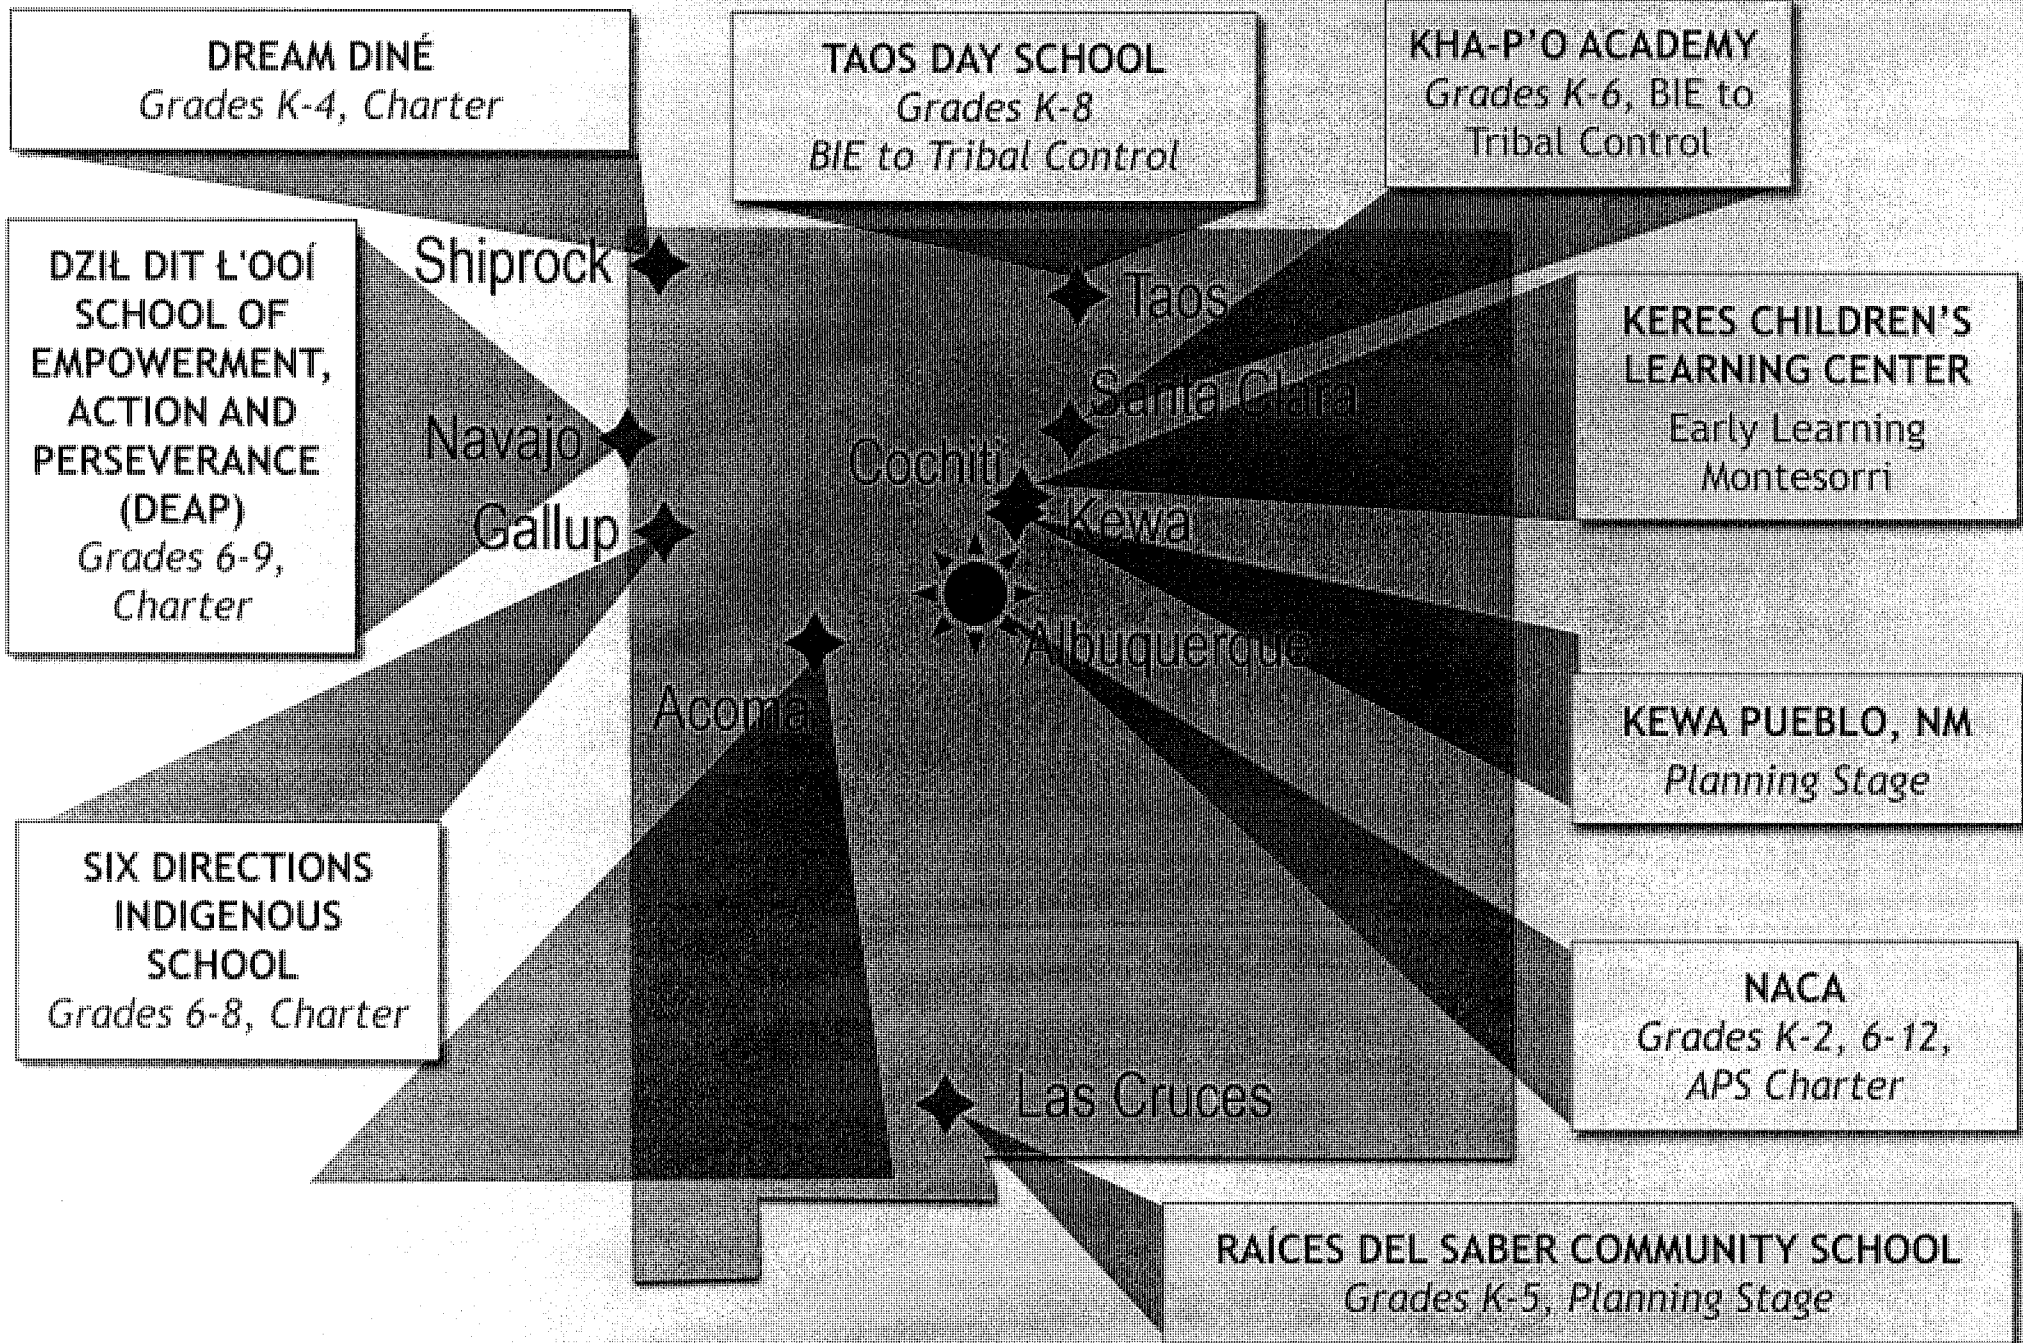 DREAM DINÉ
Grades K-4, Charter
TAOS DAY SCHOOL
Grades K-8
BIE to Tribal Control
KHA-P'O ACADEMY
Grades K-6, BIE to
Tribal Control
DZIŁ DIT Ł'OOÍ
SCHOOL OF
EMPOWERMENT,
ACTION AND
PERSEVERANCE
(DEAP)
Grades 6-9,
Charter
Shiprock
Taos
KERES CHILDREN'S
LEARNING CENTER
Early Learning
Montesorri
Santa Clara
Navajo
Cochiti
Gallup
Kewa
Albuquerque
Acoma
KEWA PUEBLO, NM
Planning Stage
SIX DIRECTIONS
INDIGENOUS
SCHOOL
Grades 6-8, Charter
NACA
Grades K-2, 6-12,
APS Charter
Las Cruces
RAÍCES DEL SABER COMMUNITY SCHOOL
Grades K-5, Planning Stage